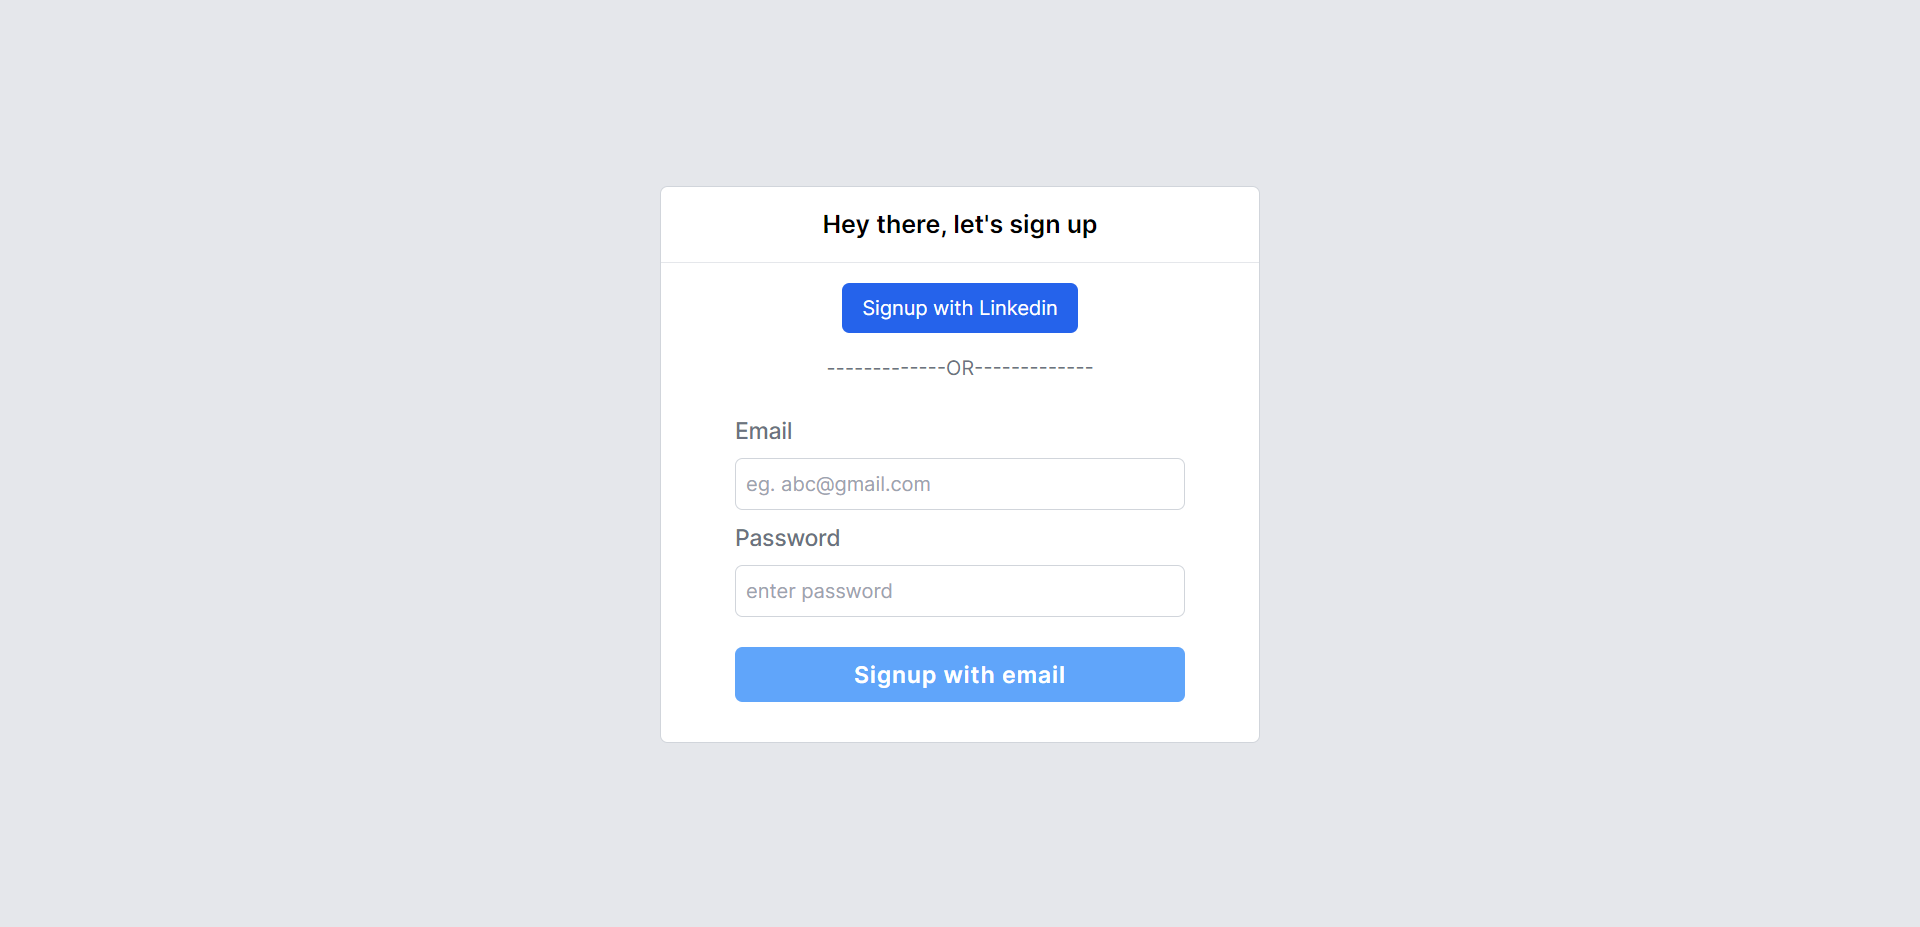 Hey there, let's sign up
Signup with Linkedin
-------------OR-------------
Email
eg. abc@gmail.com
Password
enter password
Signup with email